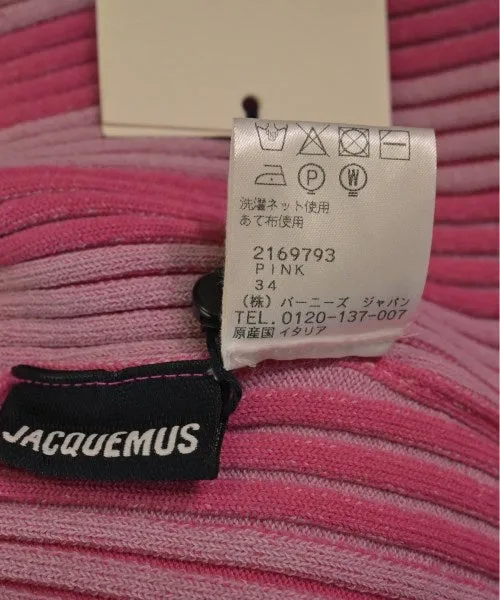 P W
洗濯ネット使用
あて布使用
2169793
PINK
34
(株) バーニーズ ジャパン
TEL.0120-137-007
原産国 イタリア
JACQUEMUS